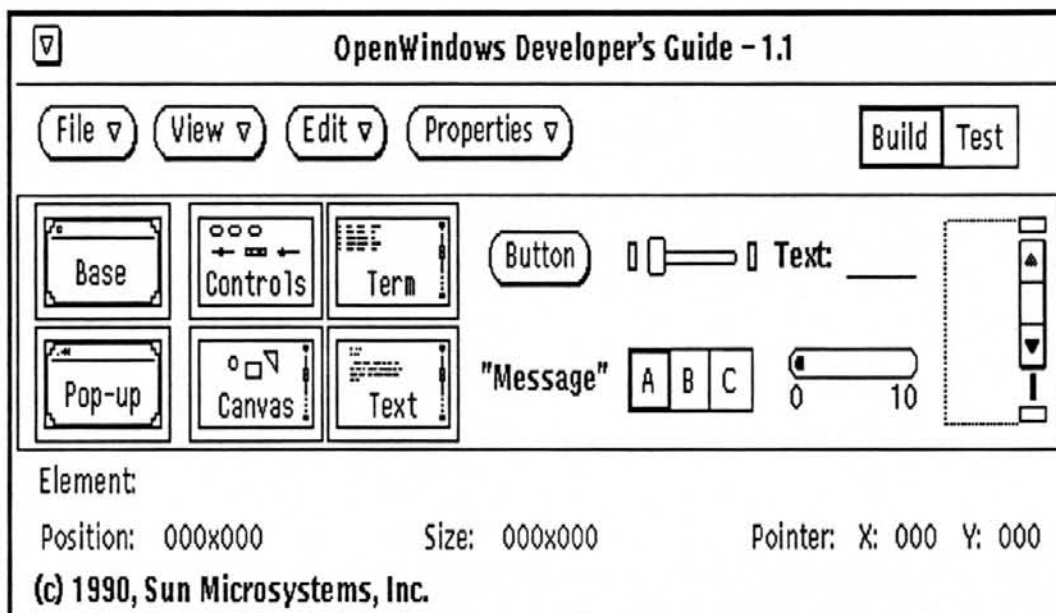 OpenWindows Developer's Guide – 1.1
File View Edit Properties Build Test
Base Controls Term Button Text:
Pop-up Canvas Text "Message" A B C 0 10
Element:
Position: 000x000 Size: 000x000 Pointer: X: 000 Y: 000
(c) 1990, Sun Microsystems, Inc.